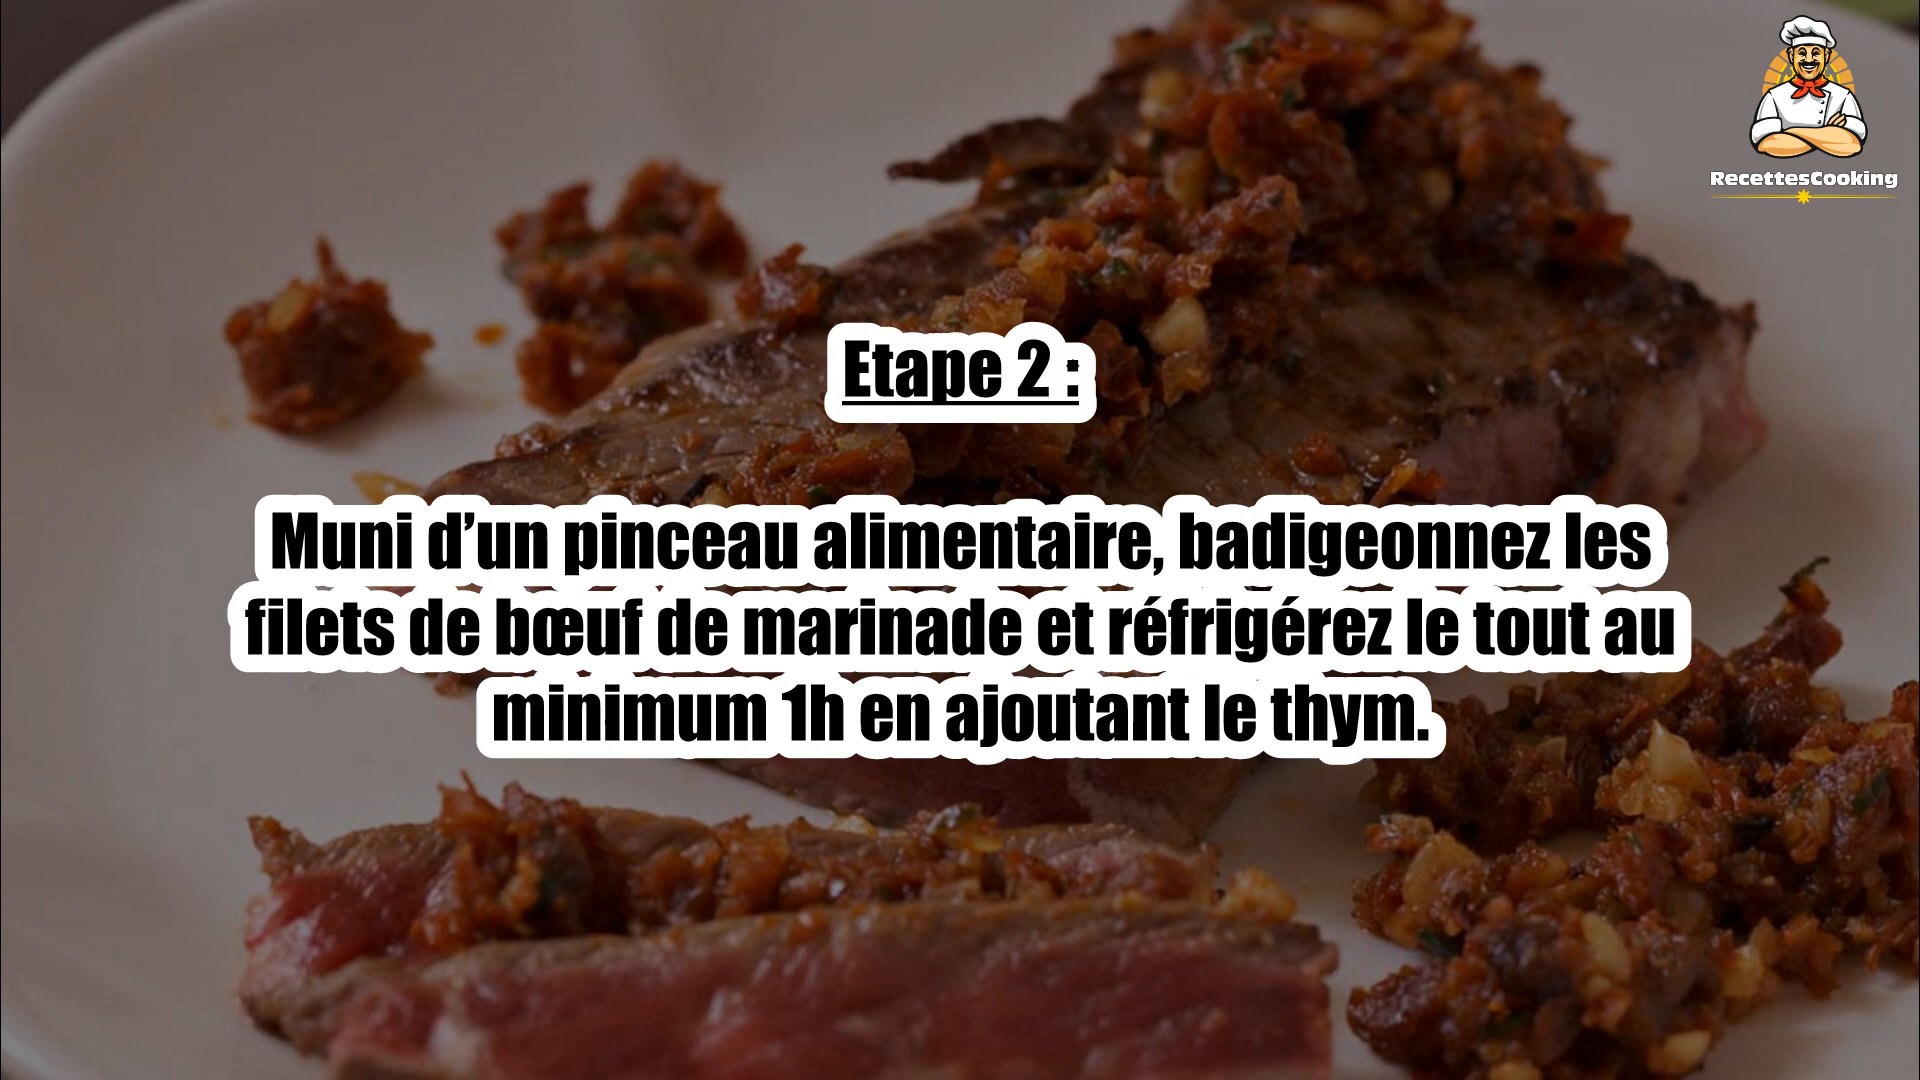 RecettesCooking
Etape 2 :
Muni d’un pinceau alimentaire, badigeonnez les
filets de bœuf de marinade et réfrigérez le tout au
minimum 1h en ajoutant le thym.